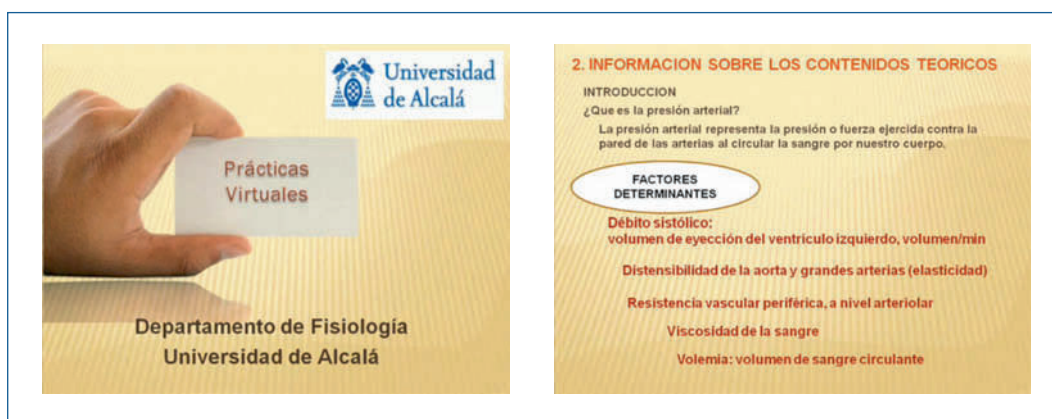 Universidad
de Alcalá
Prácticas
Virtuales
Departamento de Fisiología
Universidad de Alcalá
2. INFORMACION SOBRE LOS CONTENIDOS TEORICOS
INTRODUCCION
¿Que es la presión arterial?
La presión arterial representa la presión o fuerza ejercida contra la
pared de las arterias al circular la sangre por nuestro cuerpo.
FACTORES
DETERMINANTES
Débito sistólico:
volumen de eyección del ventrículo izquierdo, volumen/min
Distensibilidad de la aorta y grandes arterias (elasticidad)
Resistencia vascular periférica, a nivel arteriolar
Viscosidad de la sangre
Volemia: volumen de sangre circulante